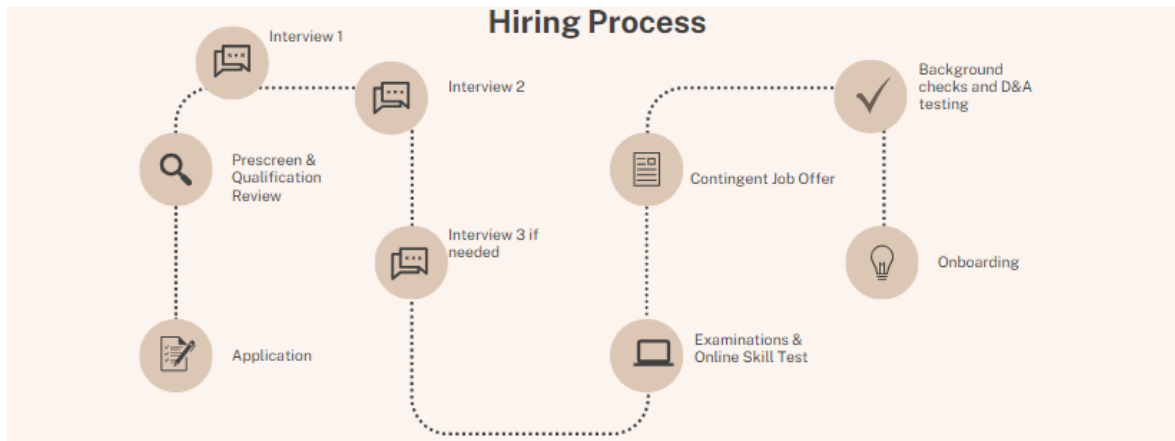 Hiring Process
Application
Prescreen &
Qualification
Review
Interview 1
Interview 2
Interview 3 if
needed
Examinations &
Online Skill Test
Contingent Job Offer
Background
checks and D&A
testing
Onboarding